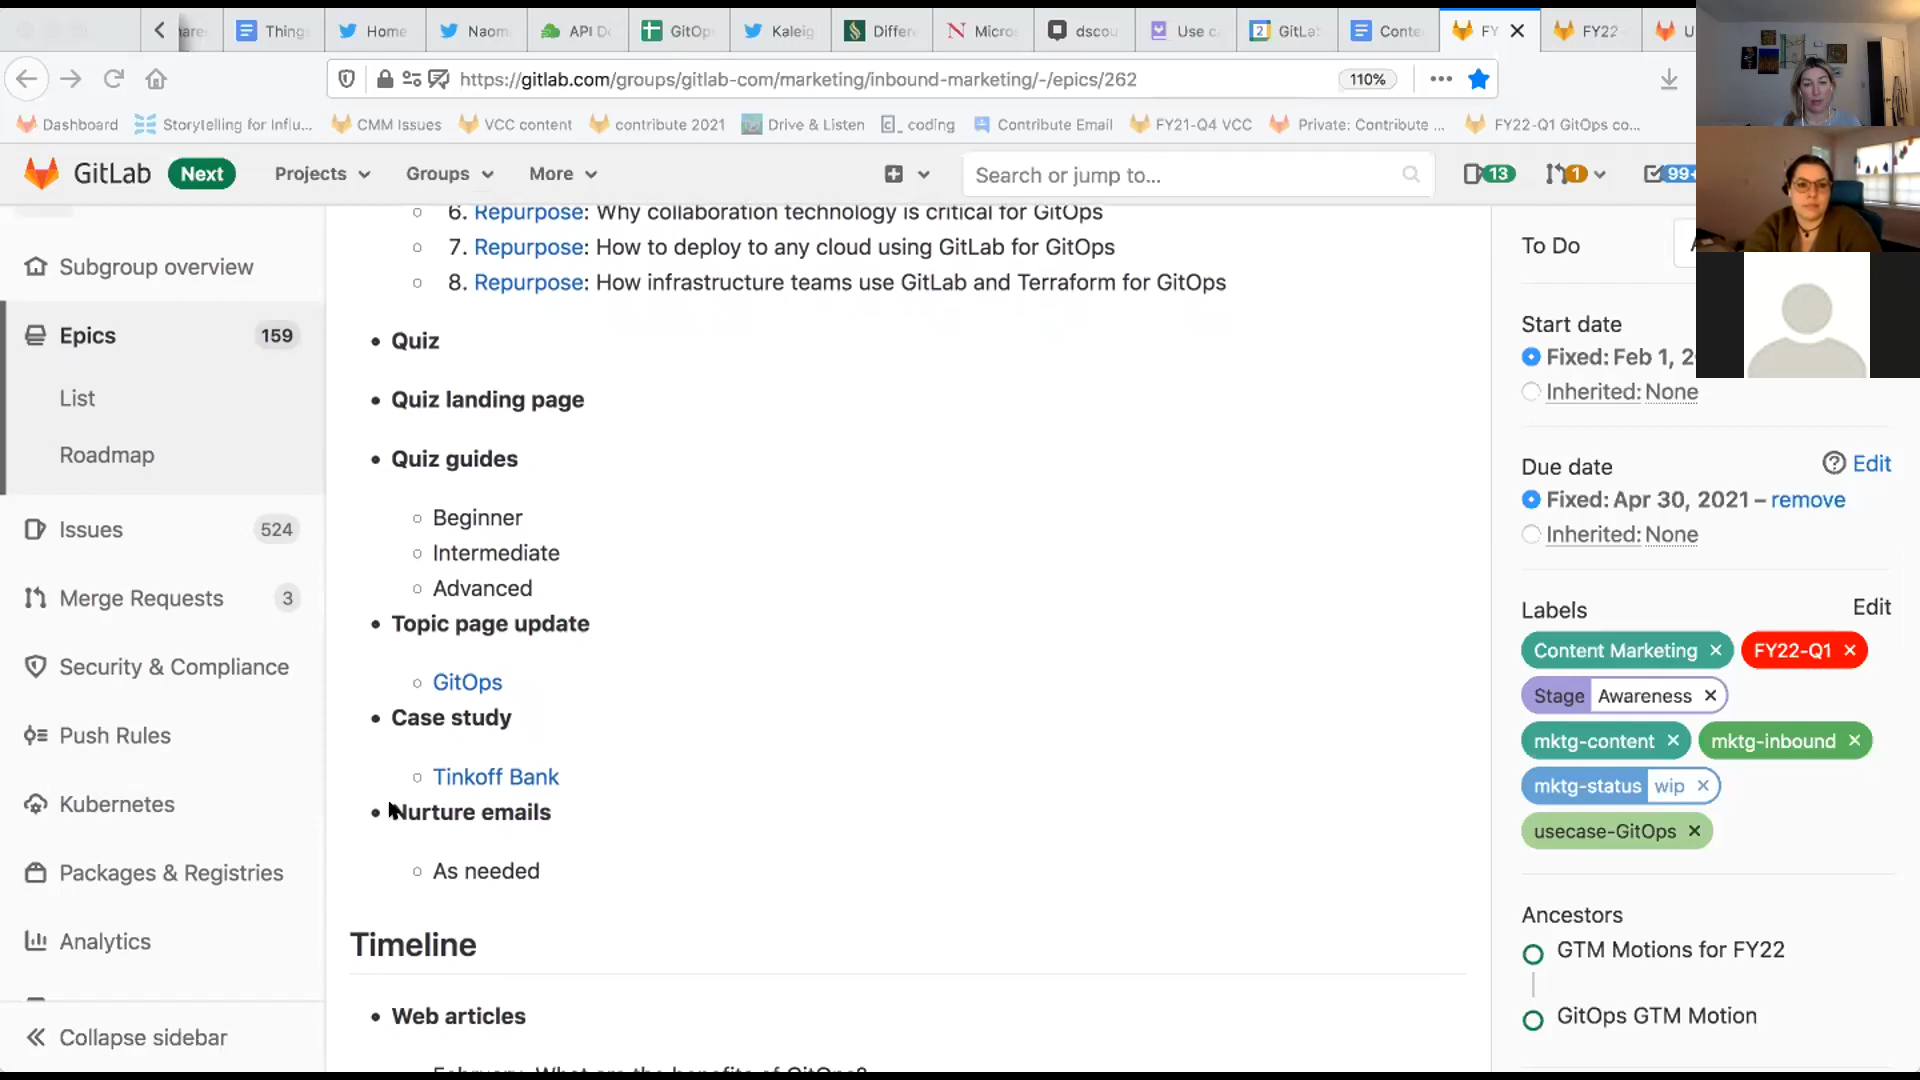 Thing
Home
Naom
API Do
GitOp
Kaleig
Differe
Micro
dscou
Use c
GitLa
Conte
FY
FY22
https://gitlab.com/groups/gitlab-com/marketing/inbound-marketing/-/epics/262
110%
Dashboard
Storytelling for Influ...
CMM Issues
VCC content
contribute 2021
Drive & Listen
coding
Contribute Email
FY21-Q4 VCC
Private: Contribute ...
FY22-Q1 GitOps co...
GitLab
Next
Projects
Groups
More
Search or jump to...
13
1
99+
Subgroup overview
Epics 159
List
Roadmap
Issues 524
Merge Requests 3
Security & Compliance
Push Rules
Kubernetes
Packages & Registries
Analytics
Collapse sidebar
6. Repurpose: Why collaboration technology is critical for GitOps
7. Repurpose: How to deploy to any cloud using GitLab for GitOps
8. Repurpose: How infrastructure teams use GitLab and Terraform for GitOps
Quiz
Quiz landing page
Quiz guides
Beginner
Intermediate
Advanced
Topic page update
GitOps
Case study
Tinkoff Bank
Nurture emails
As needed
Timeline
Web articles
February: What are the benefits of GitOps?
To Do
Start date
Fixed: Feb 1, 2
Inherited: None
Due date
Edit
Fixed: Apr 30, 2021 – remove
Inherited: None
Labels
Edit
Content Marketing
FY22-Q1
Stage Awareness
mktg-content
mktg-inbound
mktg-status wip
usecase-GitOps
Ancestors
GTM Motions for FY22
GitOps GTM Motion